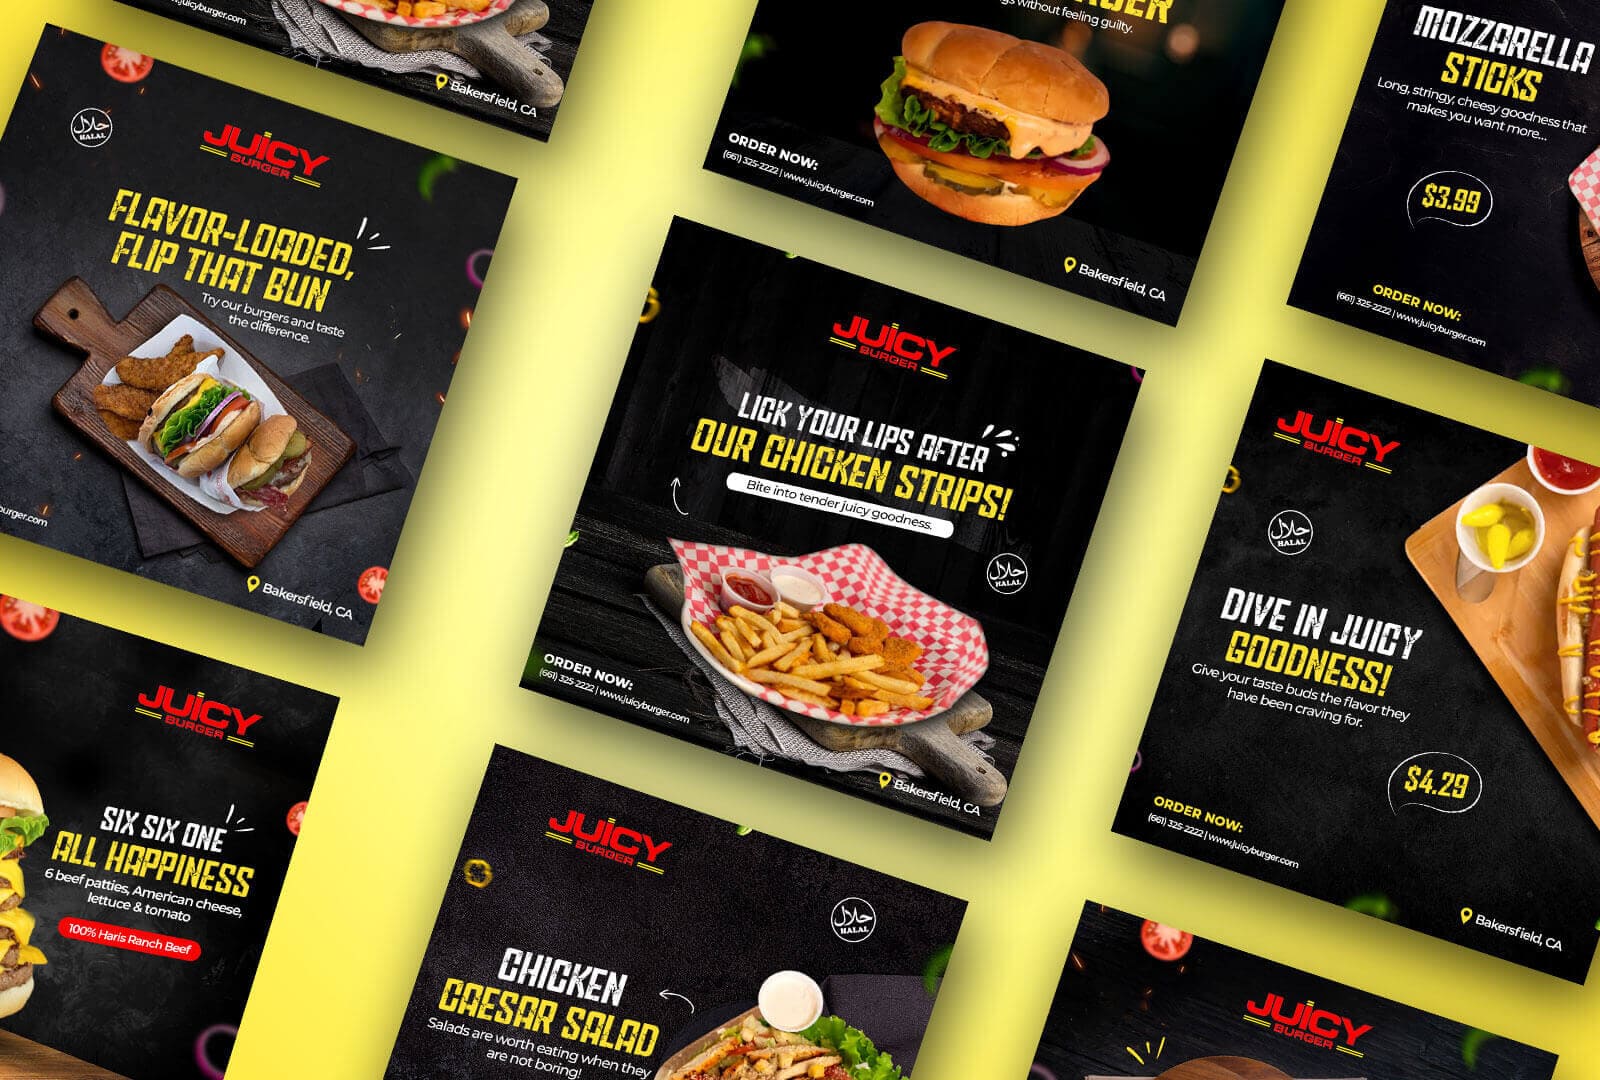 Bakersfield, CA
حلال
HALAL
JUICY
BURGER
FLAVOR-LOADED,
FLIP THAT BUN
Try our burgers and taste
the difference.
Bakersfield, CA
JUICY
BURGER
SIX SIX ONE
ALL HAPPINESS
6 beef patties, American cheese,
lettuce & tomato
100% Haris Ranch Beef
without feeling guilty.
ORDER NOW:
(661) 325-2222 | www.juicyburger.com
Bakersfield, CA
JUICY
BURGER
LICK YOUR LIPS AFTER
OUR CHICKEN STRIPS!
Bite into tender juicy goodness.
حلال
HALAL
ORDER NOW:
(661) 325-2222 | www.juicyburger.com
Bakersfield, CA
JUICY
BURGER
حلال
HALAL
CHICKEN
CAESAR SALAD
Salads are worth eating when they
are not boring!
MOZZARELLA
STICKS
Long, stringy, cheesy goodness that
makes you want more...
$3.99
ORDER NOW:
(661) 325-2222 | www.juicyburger.com
JUICY
BURGER
حلال
HALAL
DIVE IN JUICY
GOODNESS!
Give your taste buds the flavor they
have been craving for.
$4.29
ORDER NOW:
(661) 325-2222 | www.juicyburger.com
Bakersfield, CA
JUICY
BURGER